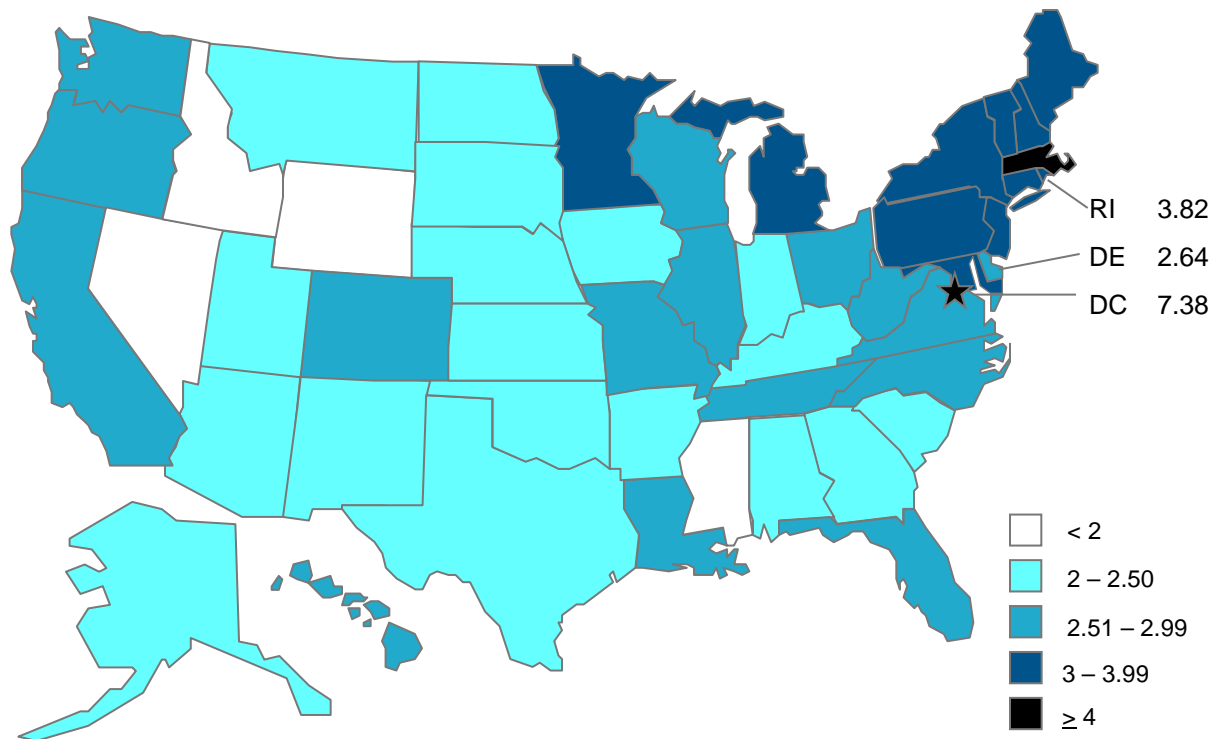 RI 3.82
DE 2.64
DC 7.38
< 2
2 – 2.50
2.51 – 2.99
3 – 3.99
≥ 4